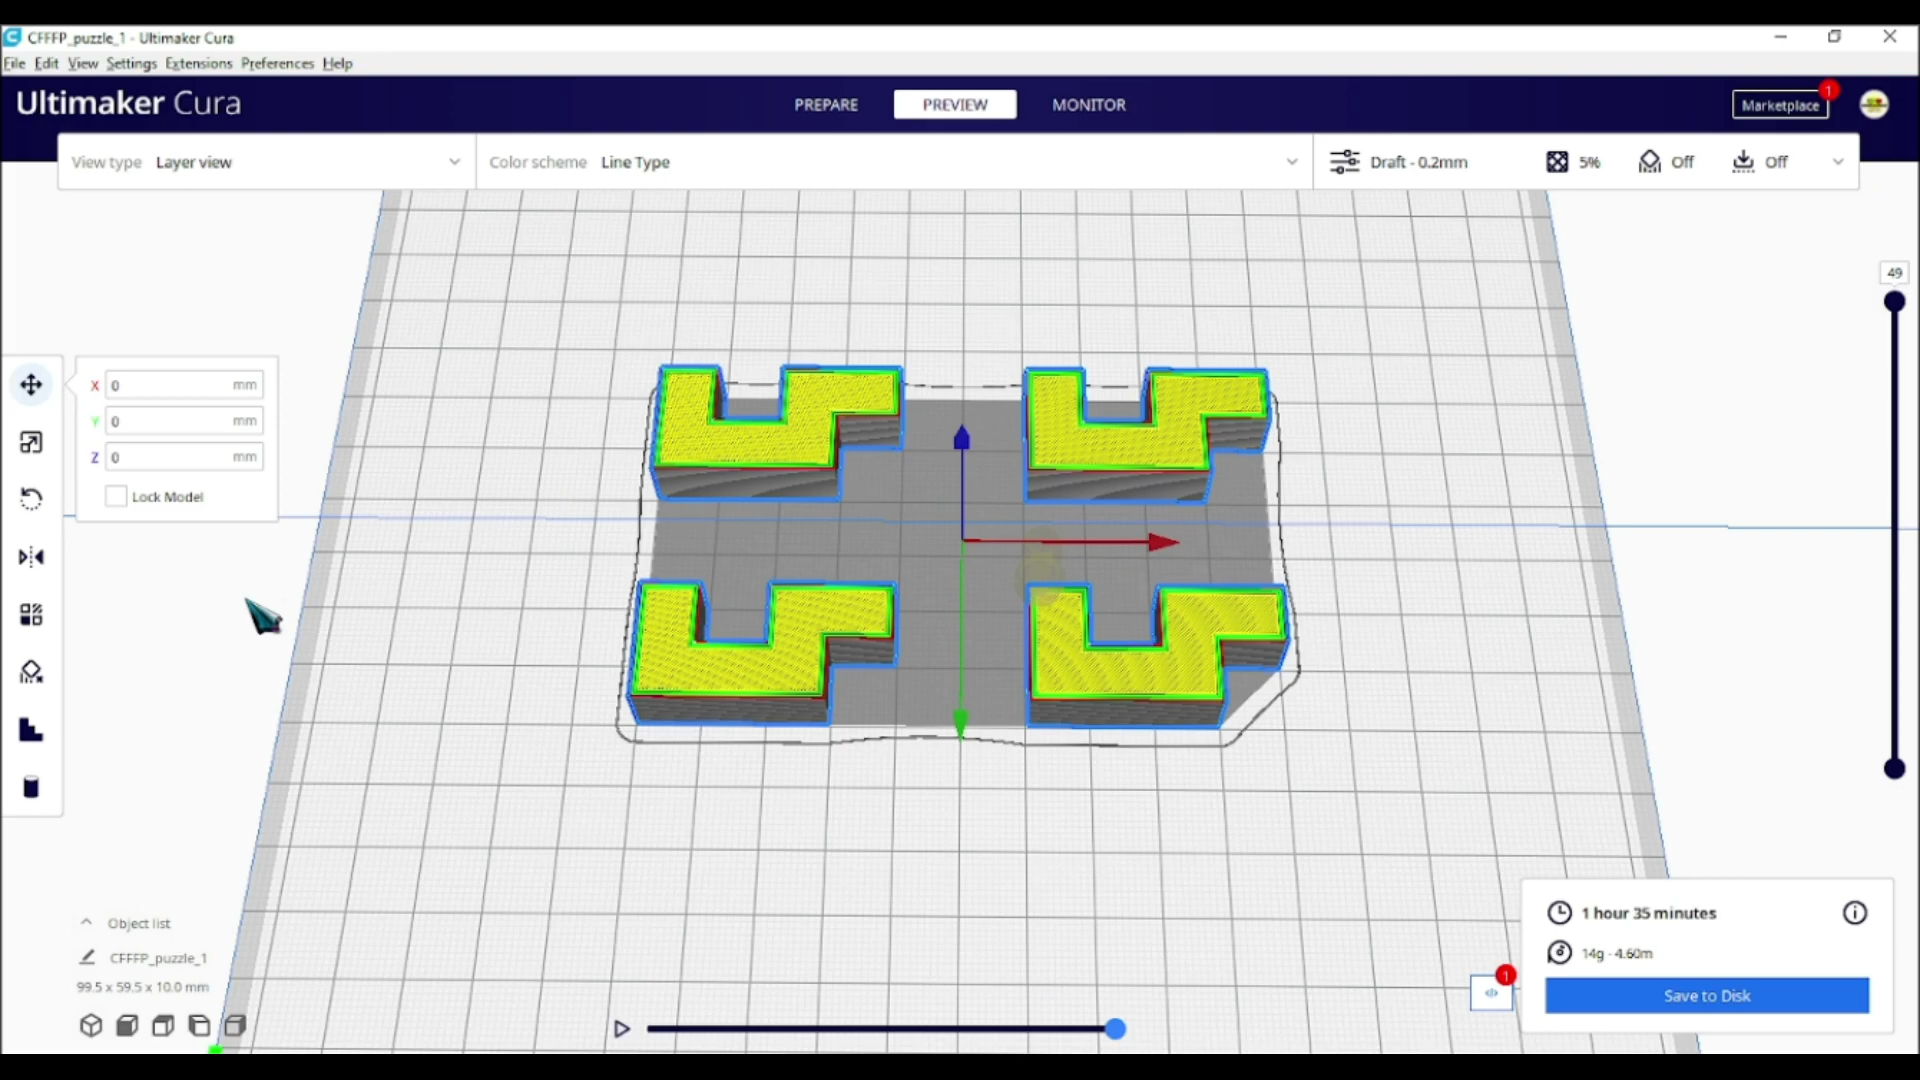 CFFFP_puzzle_1 - Ultimaker Cura
File Edit View Settings Extensions Preferences Help
Ultimaker Cura
PREPARE
PREVIEW
MONITOR
Marketplace
1
View type Layer view
Color scheme Line Type
Draft - 0.2mm
5%
Off
Off
49
X 0 mm
Y 0 mm
Z 0 mm
Lock Model
Object list
CFFFP_puzzle_1
99.5 x 59.5 x 10.0 mm
1 hour 35 minutes
14g · 4.60m
1
Save to Disk